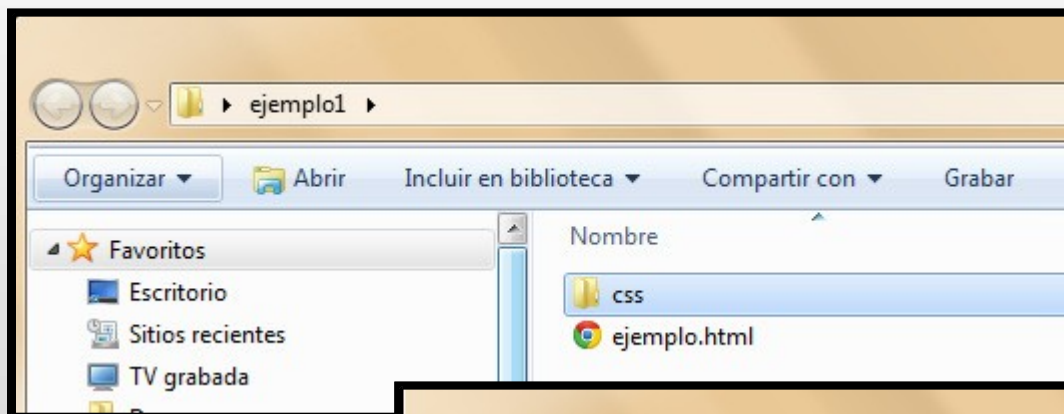 ejemplo1
Organizar Abrir Incluir en biblioteca Compartir con Grabar
Favoritos
Escritorio
Sitios recientes
TV grabada
Nombre
css
ejemplo.html